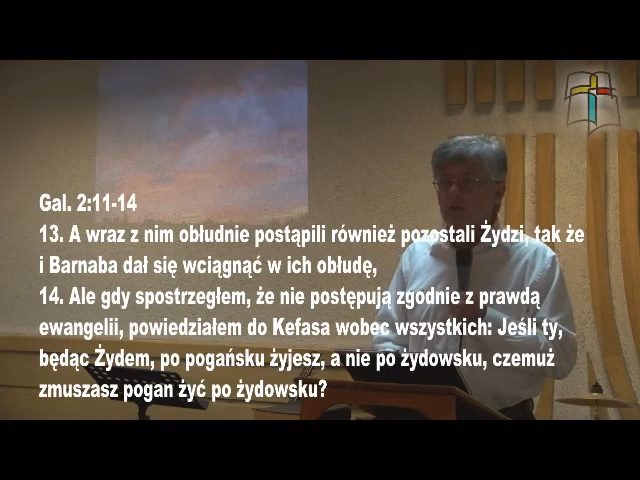 Gal. 2:11-14
13. A wraz z nim obłudnie postąpili również pozostali Żydzi, tak że
i Barnaba dał się wciągnąć w ich obłudę,
14. Ale gdy spostrzegłem, że nie postępują zgodnie z prawdą
ewangelii, powiedziałem do Kefasa wobec wszystkich: Jeśli ty,
będąc Żydem, po pogańsku żyjesz, a nie po żydowsku, czemuż
zmuszasz pogan żyć po żydowsku?